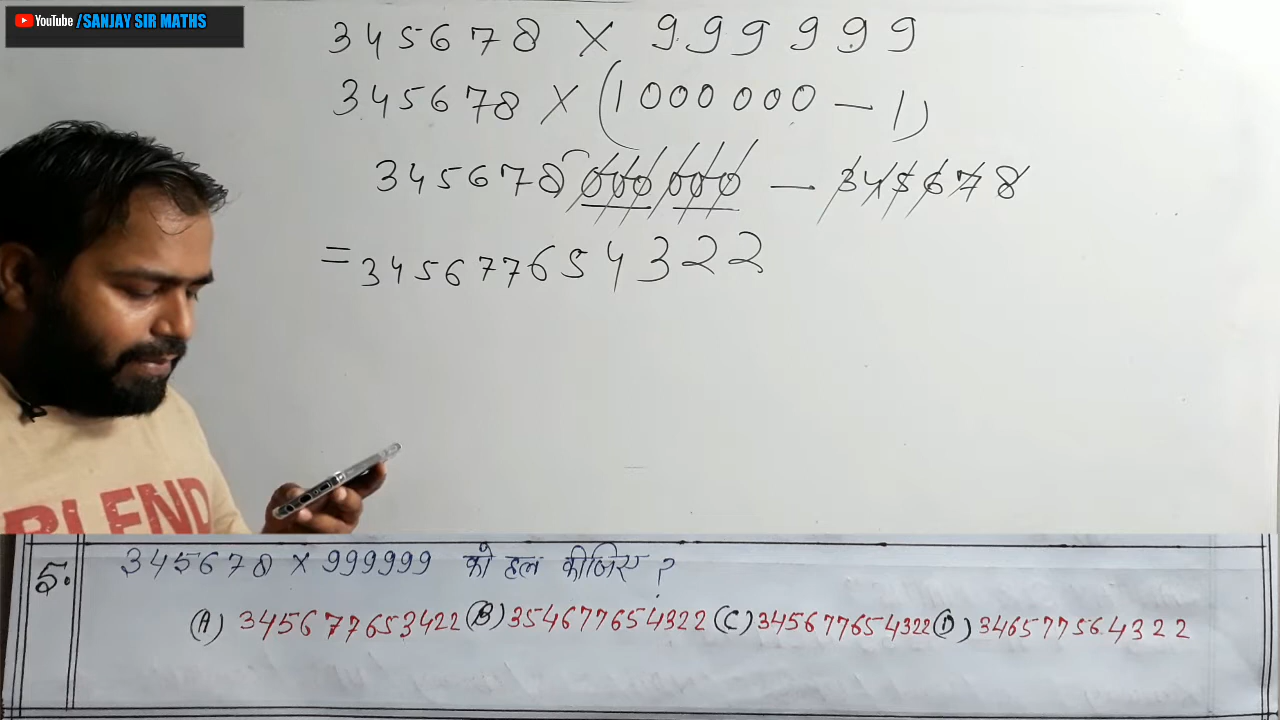 YouTube /SANJAY SIR MATHS
345678 × 999999
345678 × (1000000 - 1)
345678000000 - 345678
= 345677654322
BLEND
5. 345678 × 999999 को हल कीजिए ?
(A) 345677653422 (B) 354677654322 (C) 345677654322 (D) 346577564322